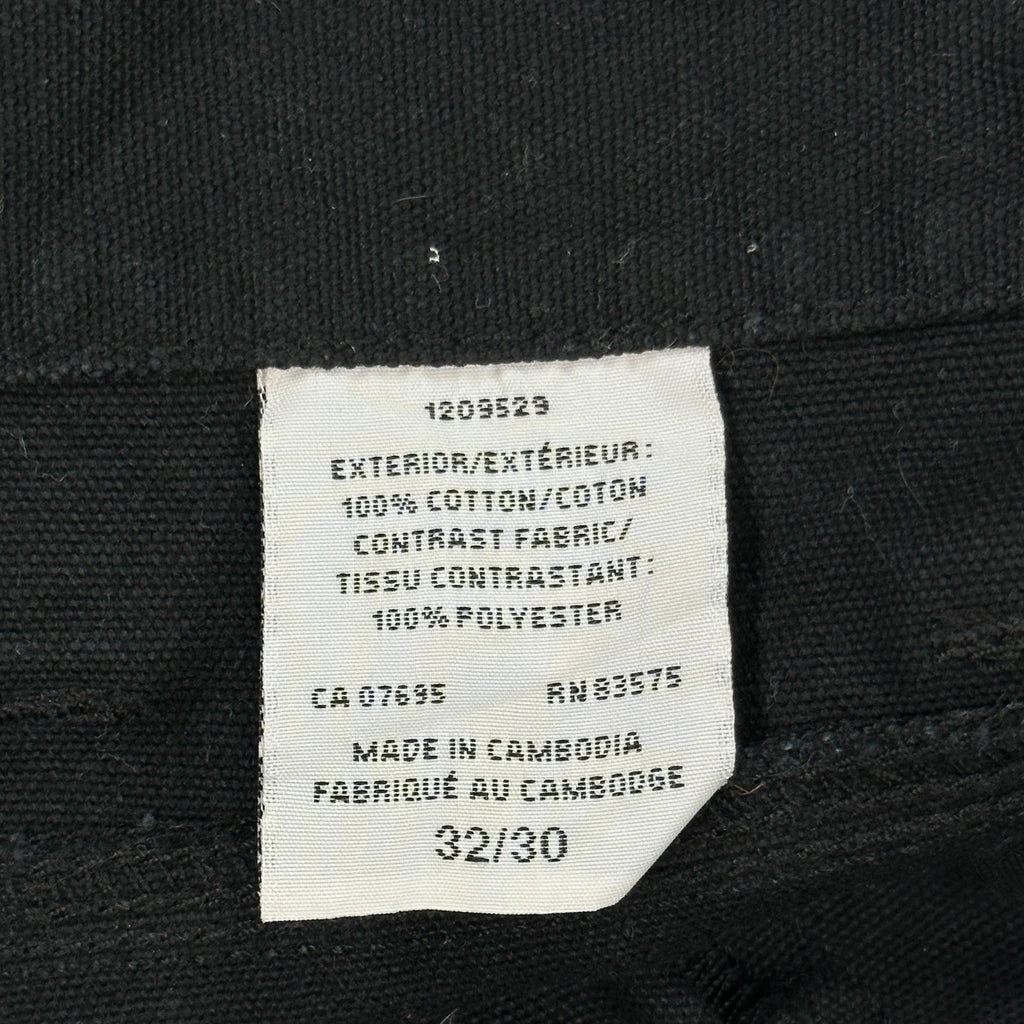 1209529
EXTERIOR/EXTÉRIEUR:
100% COTTON/COTON
CONTRAST FABRIC/
TISSU CONTRASTANT:
100% POLYESTER
CA 07695 RN 83575
MADE IN CAMBODIA
FABRIQUÉ AU CAMBODGE
32/30